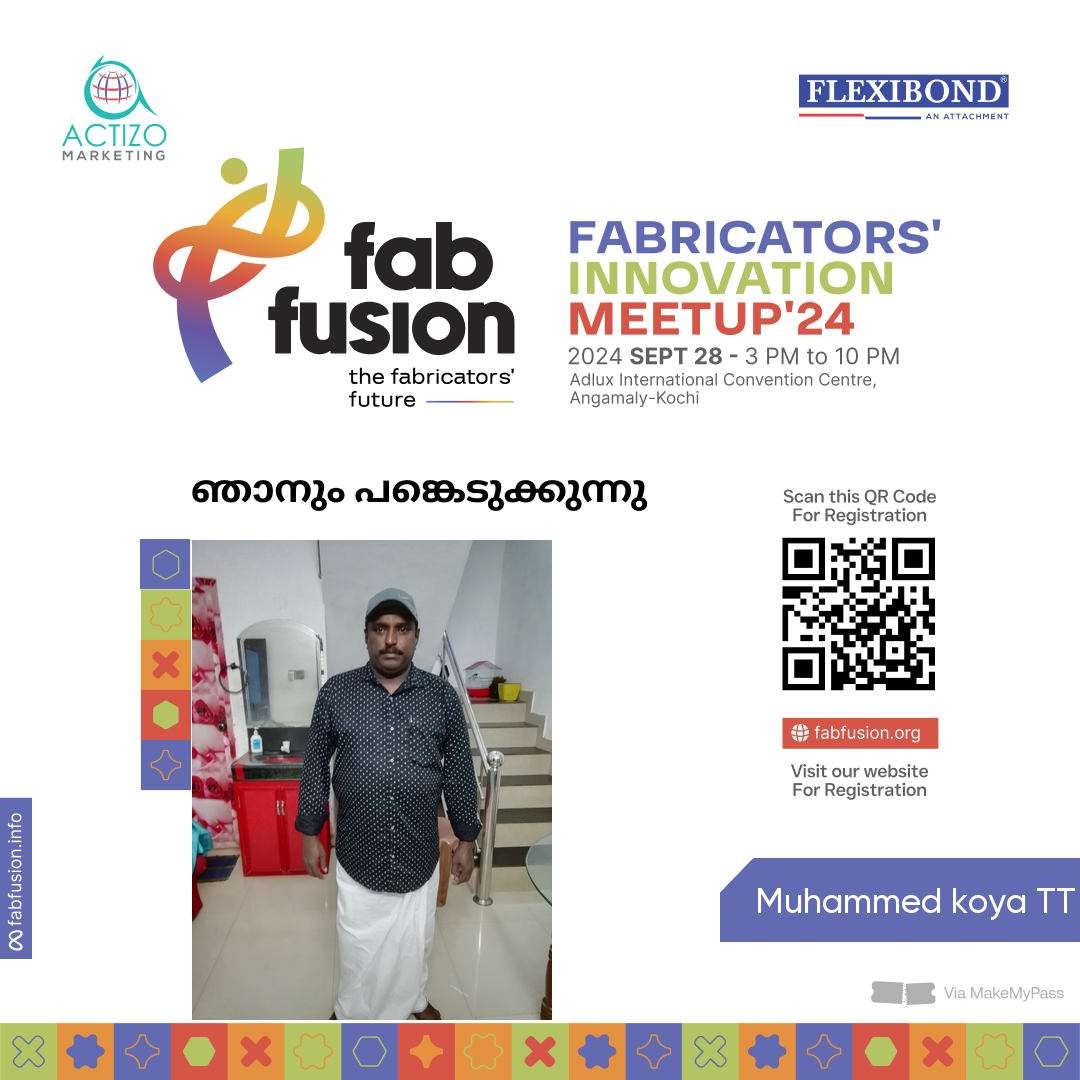 ACTIZO
MARKETING
FLEXIBOND®
AN ATTACHMENT
fab
fusion
the fabricators'
future
FABRICATORS'
INNOVATION
MEETUP'24
2024 SEPT 28 - 3 PM to 10 PM
Adlux International Convention Centre,
Angamaly-Kochi
ഞാനും പങ്കെടുക്കുന്നു
Scan this QR Code
For Registration
fabfusion.org
Visit our website
For Registration
fabfusion.info
Muhammed koya TT
Via MakeMyPass